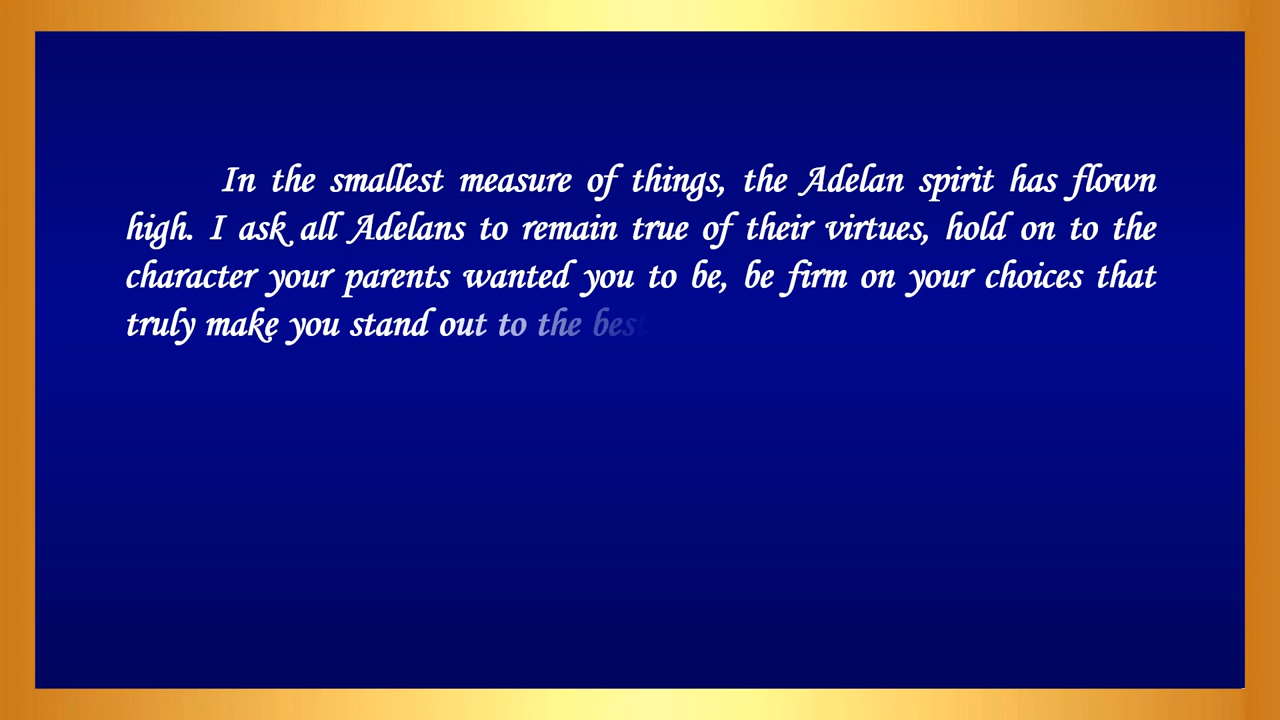 In the smallest measure of things, the Adelan spirit has flown
high. I ask all Adelans to remain true of their virtues, hold on to the
character your parents wanted you to be, be firm on your choices that
truly make you stand out to the